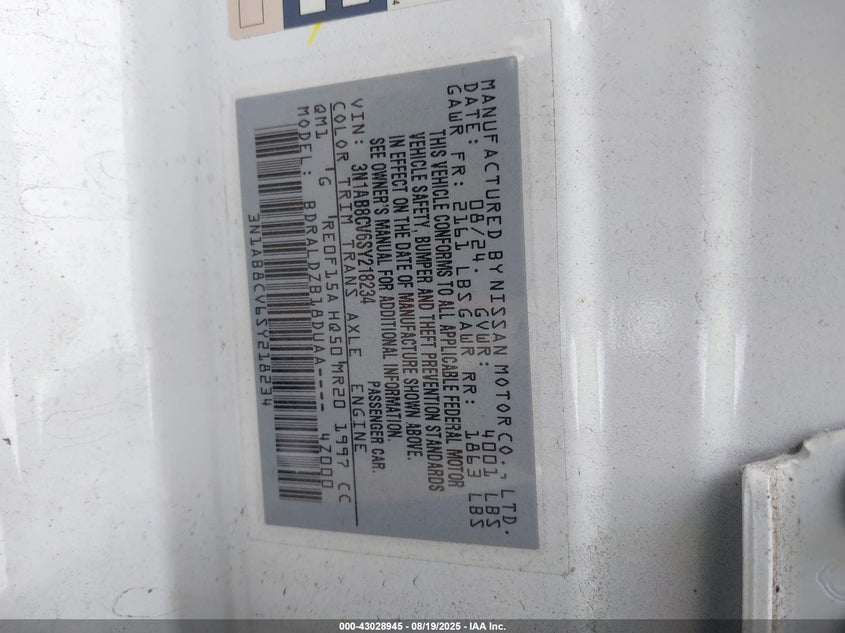 MANUFACTURED BY NISSAN MOTOR CO., LTD.
DATE: 08/24. GVWR: 4001 LBS
GAWR FR: 2161 LBS GAWR RR: 1863 LBS
THIS VEHICLE CONFORMS TO ALL APPLICABLE FEDERAL MOTOR
VEHICLE SAFETY, BUMPER AND THEFT PREVENTION STANDARDS
IN EFFECT ON THE DATE OF MANUFACTURE SHOWN ABOVE.
SEE OWNER'S MANUAL FOR ADDITIONAL INFORMATION.
VIN: 3N1AB8CV6SY218234 PASSENGER CAR.
COLOR TRIM TRANS AXLE ENGINE
QM1 G RE0F15A HQ50 MR20 1997 CC
MODEL: BDRALDZB18DUAA---- 47000
3N1AB8CV6SY218234
4
000-43028945 - 08/19/2025 - IAA Inc.